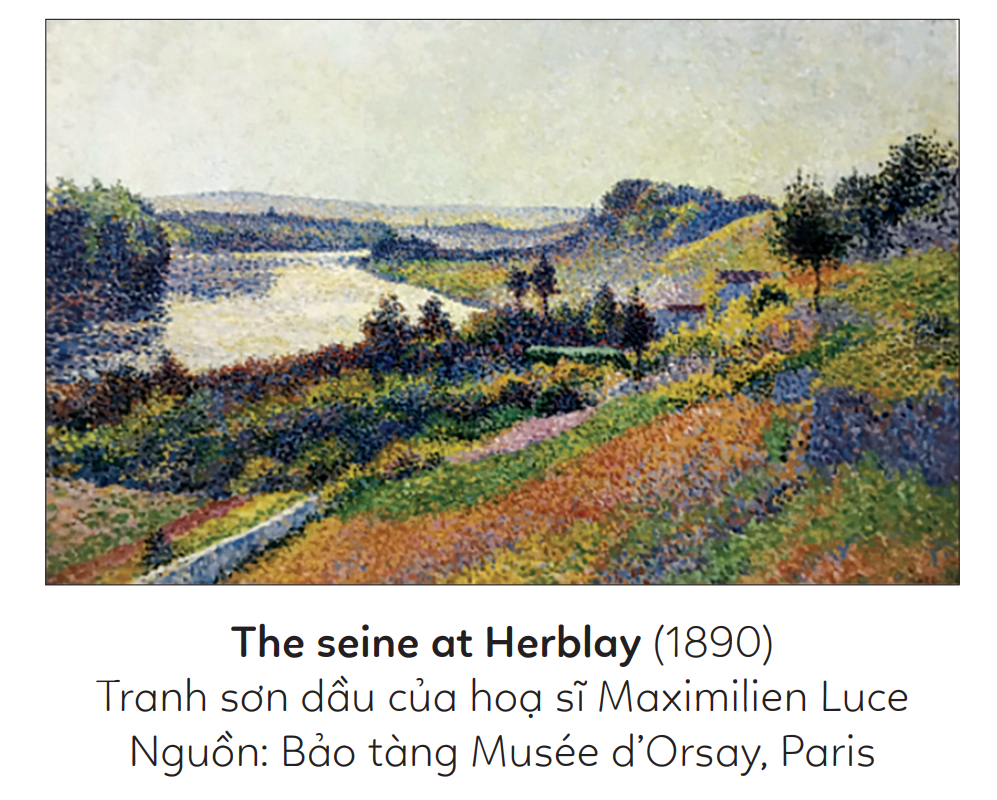 The seine at Herblay (1890)
Tranh sơn dầu của hoạ sĩ Maximilien Luce
Nguồn: Bảo tàng Musée d’Orsay, Paris